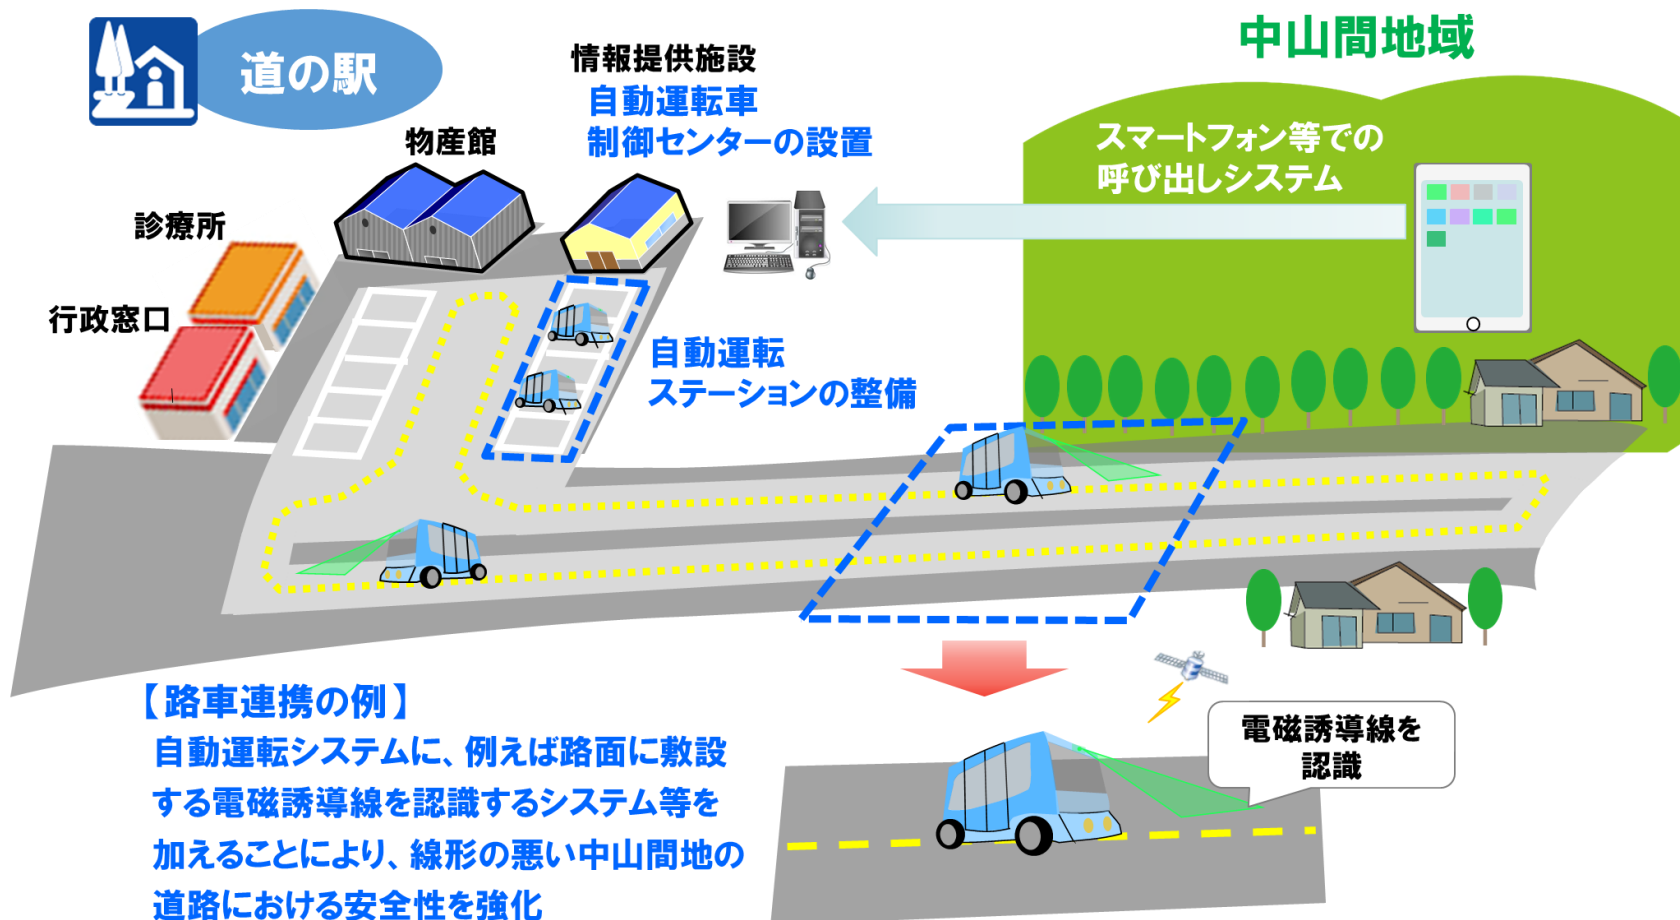 道の駅
情報提供施設
自動運転車
制御センターの設置
中山間地域
物産館
スマートフォン等での
呼び出しシステム
診療所
行政窓口
自動運転
ステーションの整備
【路車連携の例】
自動運転システムに、例えば路面に敷設
する電磁誘導線を認識するシステム等を
加えることにより、線形の悪い中山間地の
道路における安全性を強化
電磁誘導線を
認識